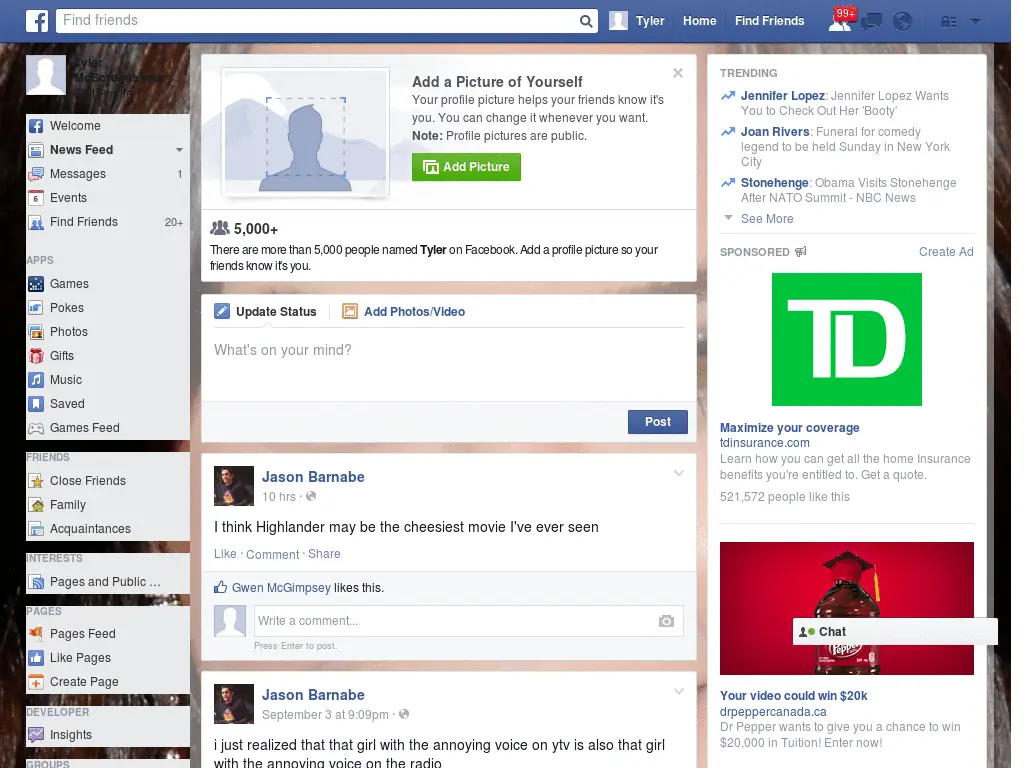 Find friends
Tyler
Home
Find Friends
99+
Tyler
Welcome
News Feed
Messages 1
Events
Find Friends 20+
APPS
Games
Pokes
Photos
Gifts
Music
Saved
Games Feed
FRIENDS
Close Friends
Family
Acquaintances
INTERESTS
Pages and Public ...
PAGES
Pages Feed
Like Pages
Create Page
DEVELOPER
Insights
GROUPS
Add a Picture of Yourself
Your profile picture helps your friends know it's
you. You can change it whenever you want.
Note: Profile pictures are public.
Add Picture
5,000+
There are more than 5,000 people named Tyler on Facebook. Add a profile picture so your
friends know it's you.
Update Status
Add Photos/Video
What's on your mind?
Post
Jason Barnabe
10 hrs ·
I think Highlander may be the cheesiest movie I've ever seen
Like · Comment · Share
Gwen McGimpsey likes this.
Write a comment...
Press Enter to post.
Jason Barnabe
September 3 at 9:09pm ·
i just realized that that girl with the annoying voice on ytv is also that girl
with the annoying voice on the radio
TRENDING
Jennifer Lopez: Jennifer Lopez Wants
You to Check Out Her 'Booty'
Joan Rivers: Funeral for comedy
legend to be held Sunday in New York
City
Stonehenge: Obama Visits Stonehenge
After NATO Summit - NBC News
See More
SPONSORED
Create Ad
TD
Maximize your coverage
tdinsurance.com
Learn how you can get all the home Insurance
benefits you're entitled to. Get a quote.
521,572 people like this
Chat
Pepper
Your video could win $20k
drpeppercanada.ca
Dr Pepper wants to give you a chance to win
$20,000 in Tuition! Enter now!